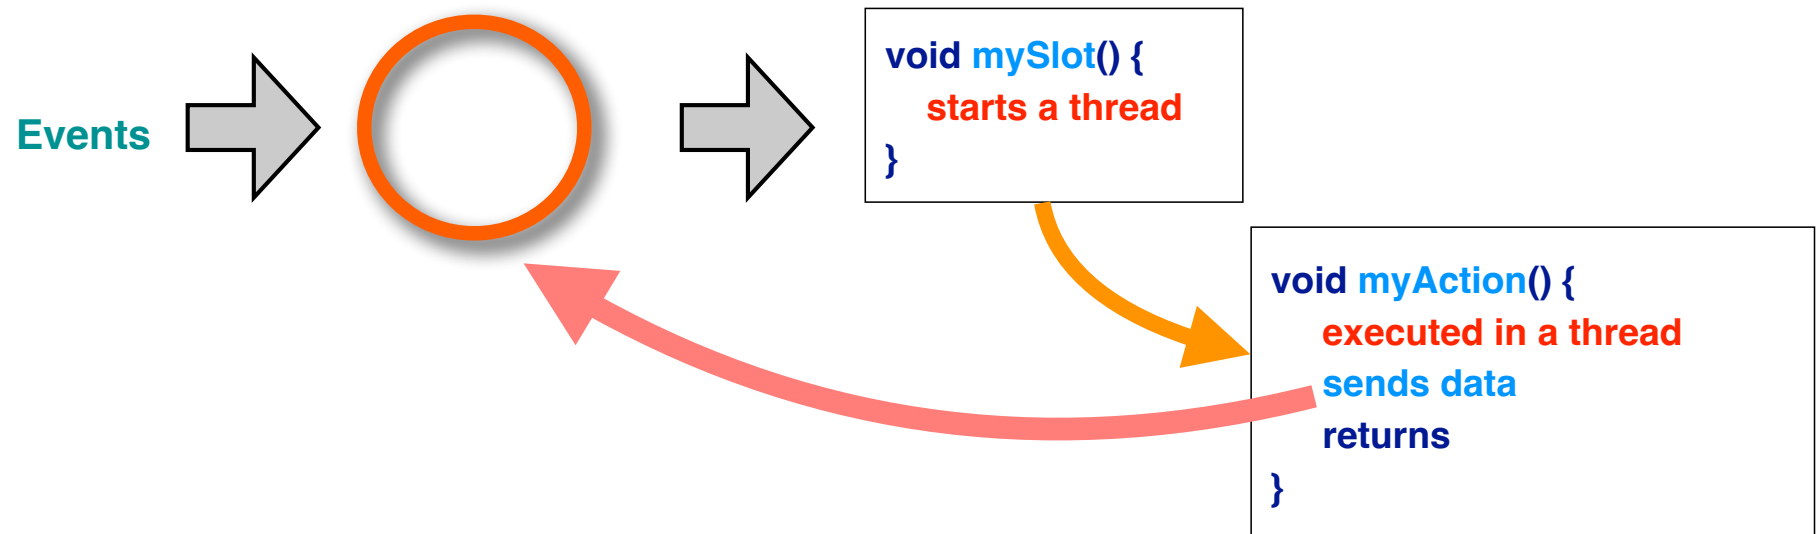 Events
void mySlot() {
starts a thread
}
void myAction() {
executed in a thread
sends data
returns
}